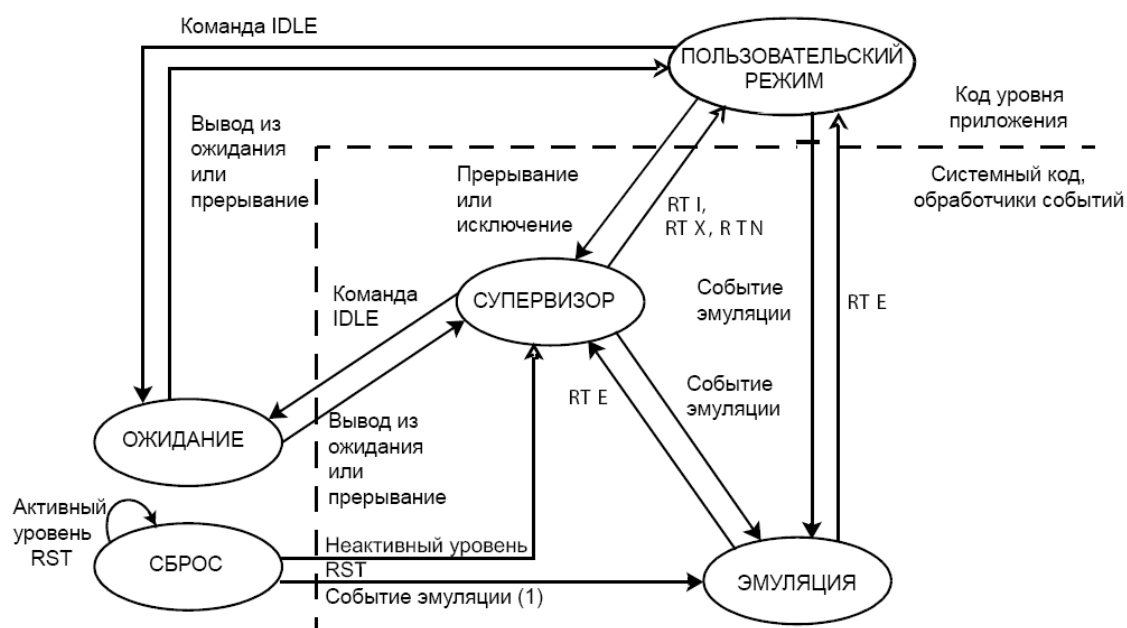 Команда IDLE
ПОЛЬЗОВАТЕЛЬСКИЙ
РЕЖИМ
Код уровня
приложения
Вывод из
ожидания
или
прерывание
Системный код,
обработчики событий
Прерывание
или
исключение
RT I,
RT X, R TN
Команда
IDLE
СУПЕРВИЗОР
Событие
эмуляции
RT E
RT E
Событие
эмуляции
ОЖИДАНИЕ
Вывод из
ожидания
или
прерывание
Активный
уровень
RST
СБРОС
Неактивный уровень
RST
Событие эмуляции (1)
ЭМУЛЯЦИЯ